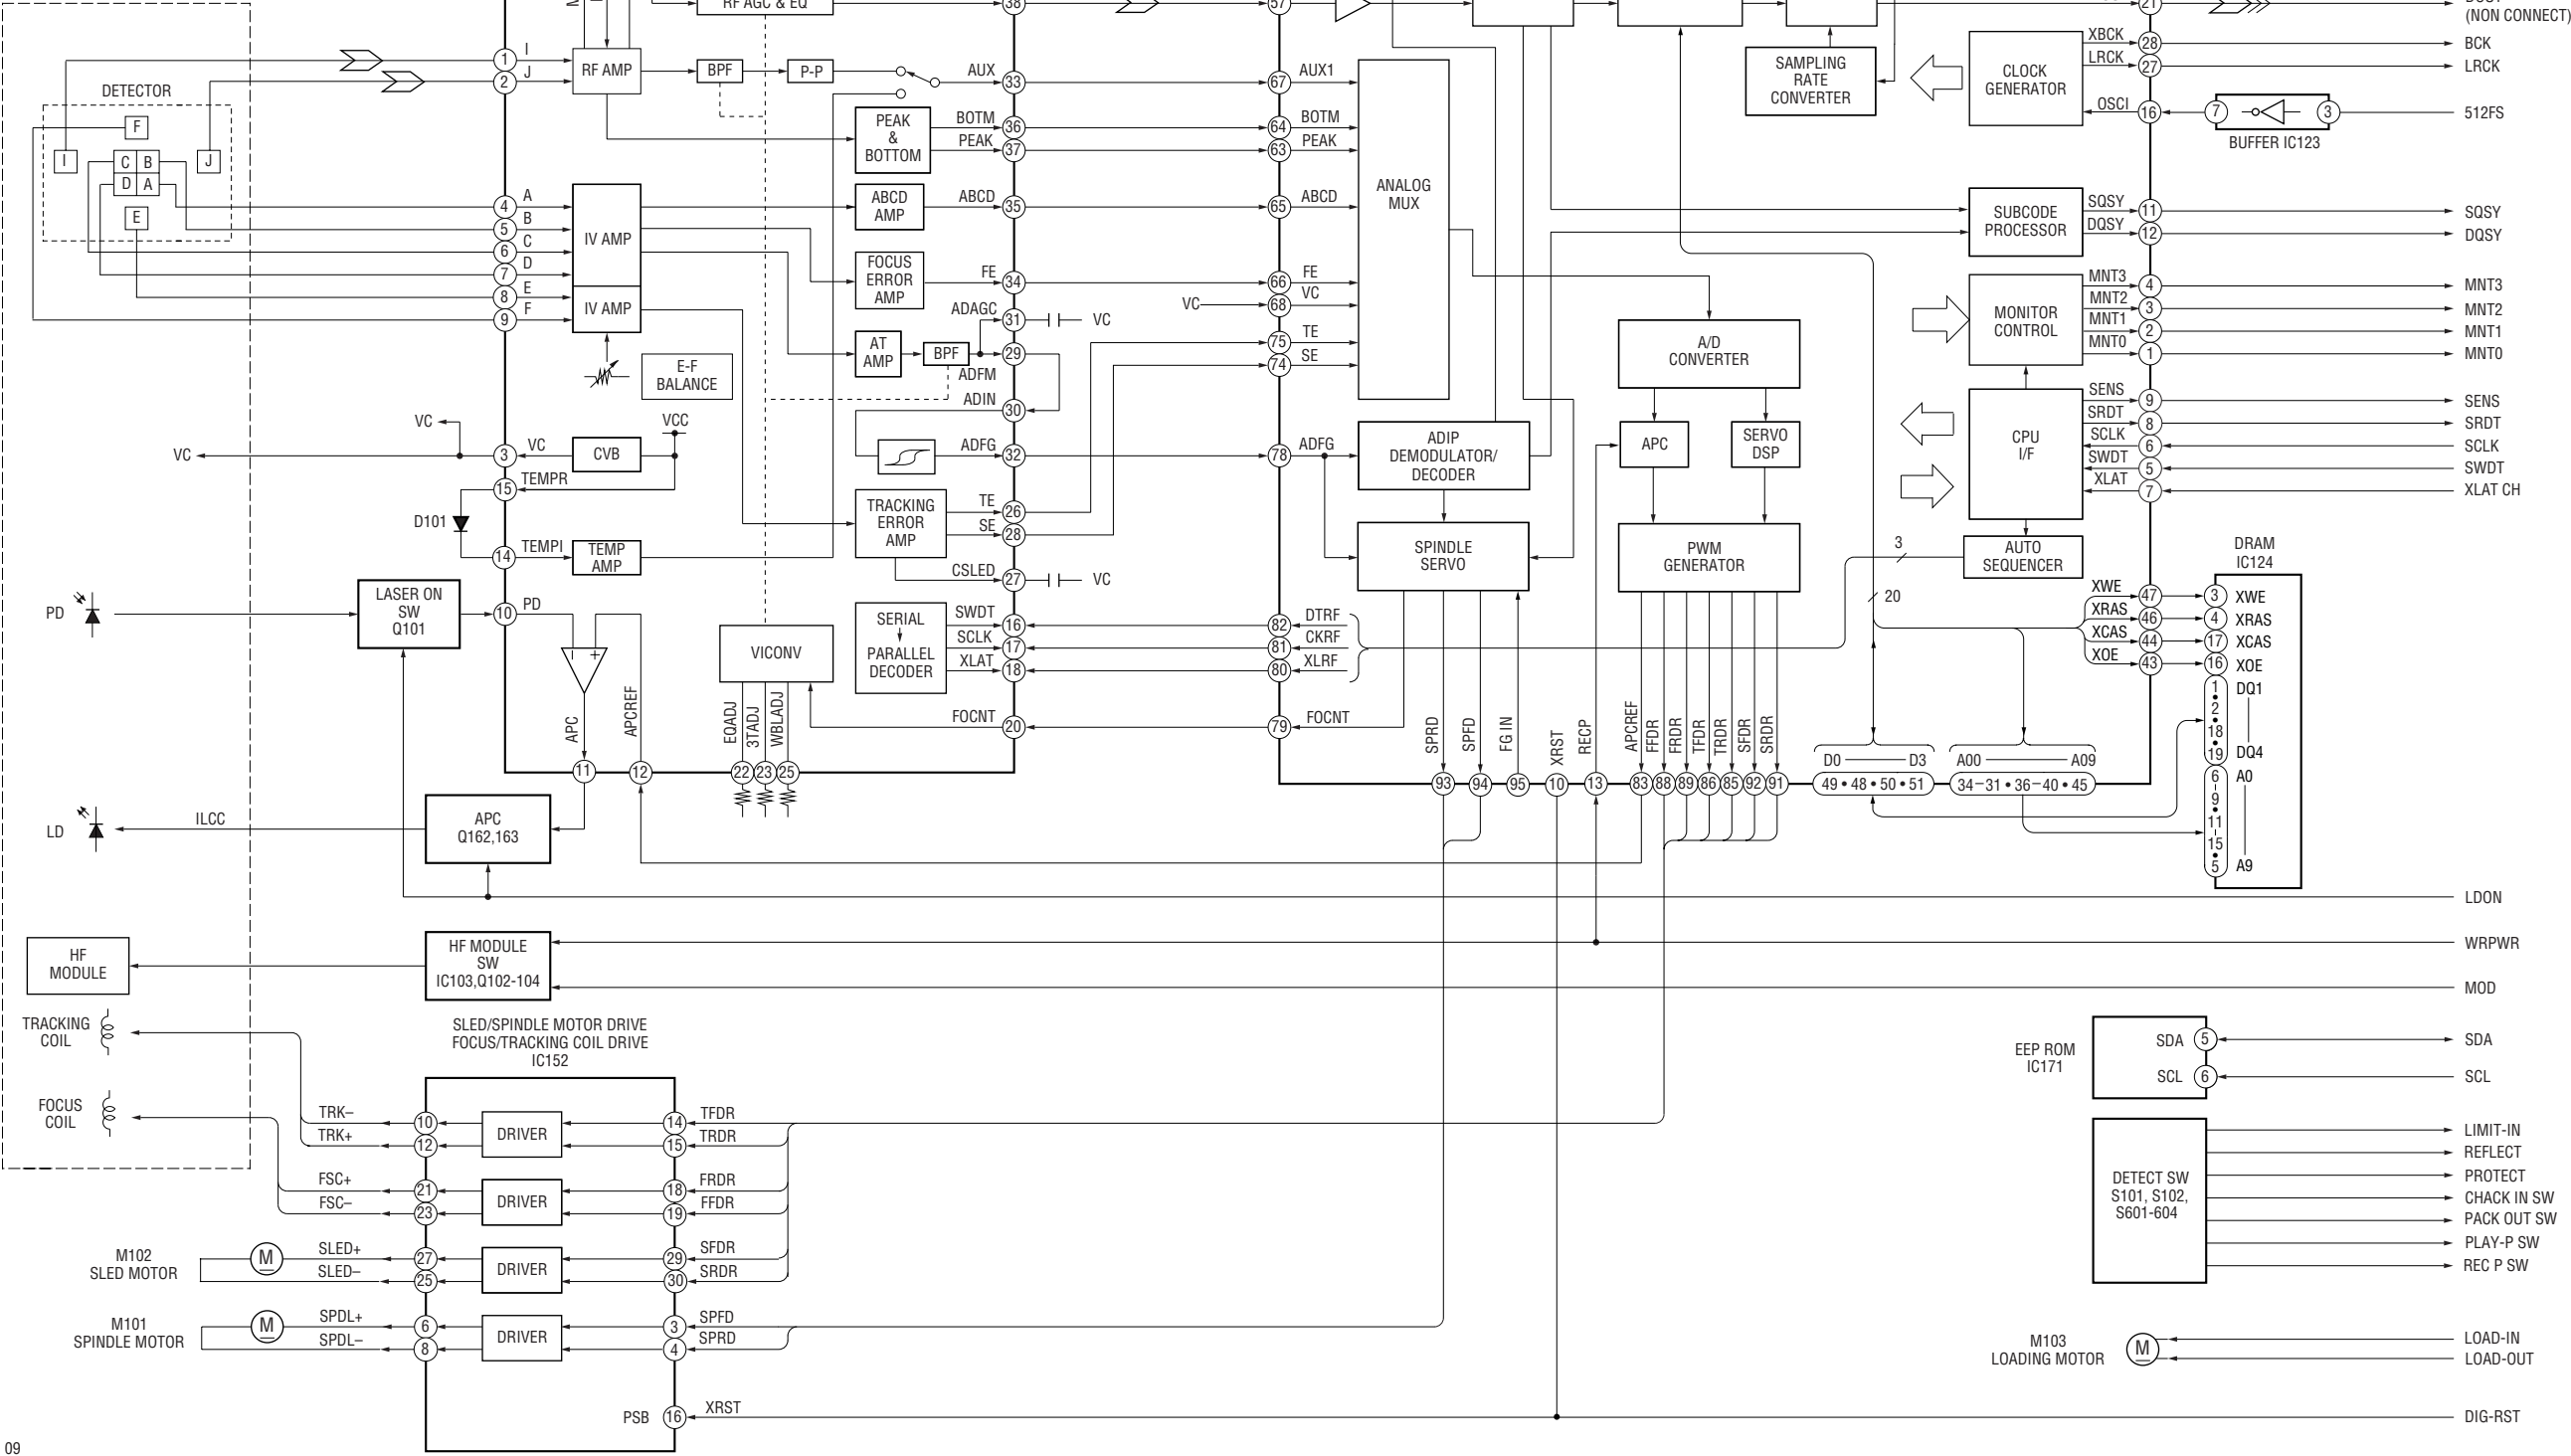 RF AGC & EQ
38
57
21
(NON CONNECT)
1
I
2
J
RF AMP
BPF
P-P
AUX
33
67
AUX1
SAMPLING
RATE
CONVERTER
CLOCK
GENERATOR
XBCK
28
BCK
LRCK
27
LRCK
OSCI
16
7
3
512FS
BUFFER IC123
DETECTOR
F
I
C
B
J
D
A
E
PEAK
&
BOTTOM
BOTM
36
64
BOTM
PEAK
37
63
PEAK
ANALOG
MUX
4
A
5
B
6
C
7
D
8
E
9
F
IV AMP
IV AMP
ABCD
AMP
ABCD
35
65
ABCD
FOCUS
ERROR
AMP
FE
34
66
FE
VC
68
VC
ADAGC
31
VC
AT
AMP
BPF
29
ADFM
75
TE
74
SE
E-F
BALANCE
ADIN
30
SUBCODE
PROCESSOR
SQSY
11
SQSY
DQSY
12
DQSY
MONITOR
CONTROL
MNT3
4
MNT3
MNT2
3
MNT2
MNT1
2
MNT1
MNT0
1
MNT0
A/D
CONVERTER
APC
SERVO
DSP
CPU
I/F
SENS
9
SENS
SRDT
8
SRDT
SCLK
6
SCLK
SWDT
5
SWDT
XLAT
7
XLAT CH
VC
VC
3
VC
CVB
VCC
ADFG
32
78
ADFG
ADIP
DEMODULATOR/
DECODER
15
TEMPR
D101
14
TEMPI
TEMP
AMP
TRACKING
ERROR
AMP
TE
26
SE
28
CSLED
27
VC
SPINDLE
SERVO
PWM
GENERATOR
3
AUTO
SEQUENCER
DRAM
IC124
PD
LASER ON
SW
Q101
10
PD
VICONV
SERIAL
PARALLEL
DECODER
SWDT
16
82
DTRF
SCLK
17
81
CKRF
XLAT
18
80
XLRF
FOCNT
20
79
FOCNT
20
XWE
47
3
XWE
XRAS
46
4
XRAS
XCAS
44
17
XCAS
XOE
43
16
XOE
1
•
2
•
18
•
19
DQ1
DQ4
6
9
•
11
15
•
5
A0
A9
APC
APCREF
EQADJ
3TADJ
WBLADJ
11
12
22
23
25
SPRD
SPFD
FG IN
XRST
RECP
APCREF
FFDR
FRDR
TFDR
TRDR
SFDR
SRDR
93
94
95
10
13
83
88
89
86
85
92
91
D0
D3
49 • 48 • 50 • 51
A00
A09
34–31 • 36–40 • 45
LD
ILCC
APC
Q162,163
LDON
HF
MODULE
HF MODULE
SW
IC103,Q102-104
WRPWR
MOD
TRACKING
COIL
FOCUS
COIL
SLED/SPINDLE MOTOR DRIVE
FOCUS/TRACKING COIL DRIVE
IC152
TRK–
10
DRIVER
14
TFDR
TRK+
12
15
TRDR
FSC+
21
DRIVER
18
FRDR
FSC–
23
19
FFDR
M102
SLED MOTOR
M
SLED+
27
DRIVER
29
SFDR
SLED–
25
30
SRDR
M101
SPINDLE MOTOR
M
SPDL+
6
DRIVER
3
SPFD
SPDL–
8
4
SPRD
PSB
16
XRST
EEP ROM
IC171
SDA
5
SDA
SCL
6
SCL
DETECT SW
S101, S102,
S601-604
LIMIT-IN
REFLECT
PROTECT
CHACK IN SW
PACK OUT SW
PLAY-P SW
REC P SW
M103
LOADING MOTOR
M
LOAD-IN
LOAD-OUT
DIG-RST
09